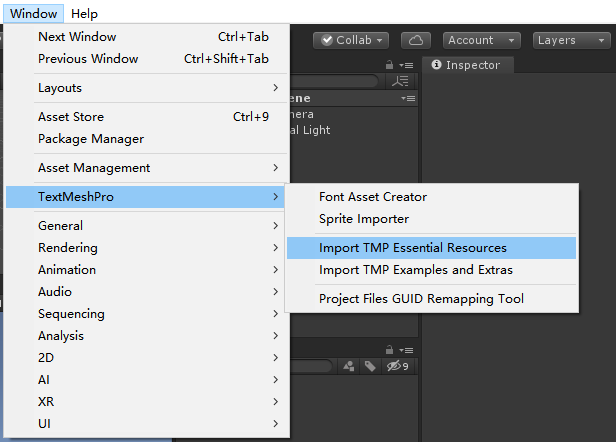 Window Help
Next Window Ctrl+Tab
Previous Window Ctrl+Shift+Tab
Layouts
Asset Store Ctrl+9
Package Manager
Asset Management
TextMeshPro
General
Rendering
Animation
Audio
Sequencing
Analysis
2D
AI
XR
UI
Font Asset Creator
Sprite Importer
Import TMP Essential Resources
Import TMP Examples and Extras
Project Files GUID Remapping Tool
Collab Account Layers
Inspector
ene
nera
al Light
9